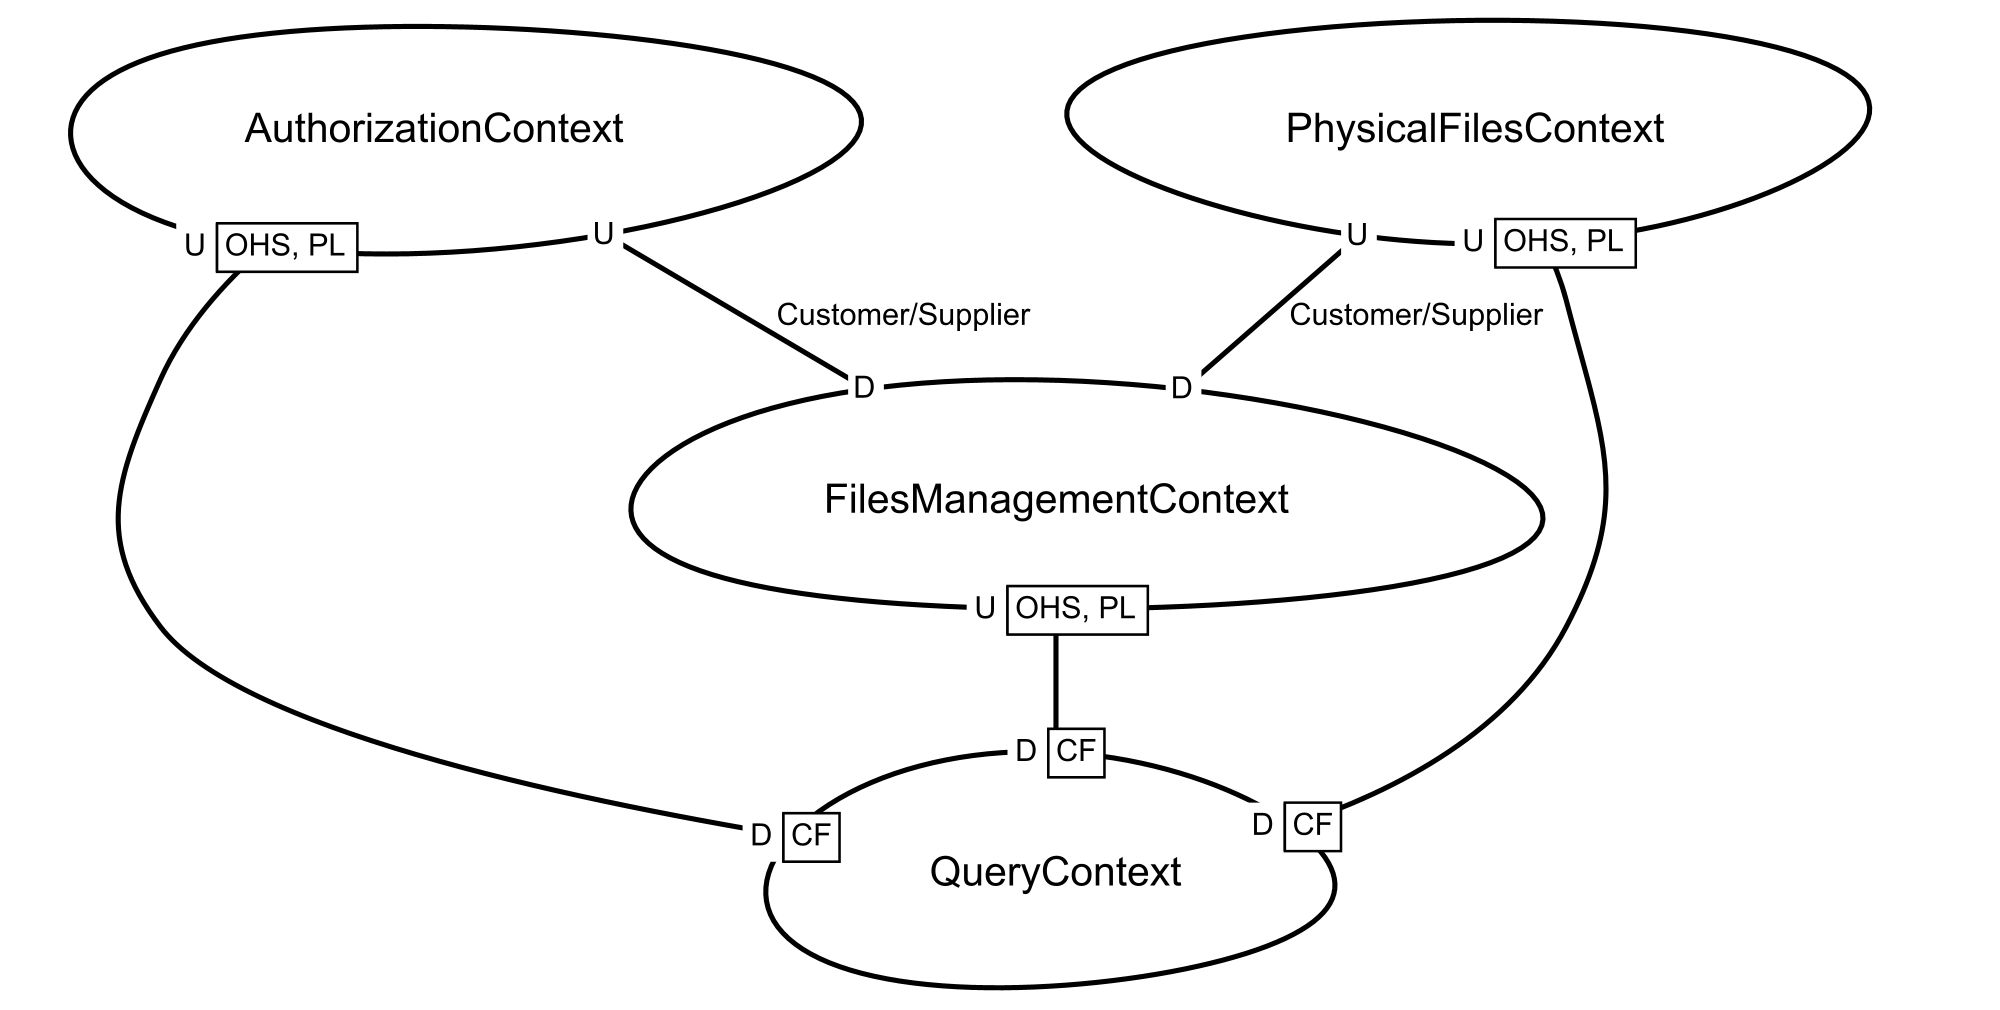 AuthorizationContext
PhysicalFilesContext
U OHS, PL
U
U
U OHS, PL
Customer/Supplier
Customer/Supplier
D
D
FilesManagementContext
U OHS, PL
D CF
D CF
D CF
QueryContext